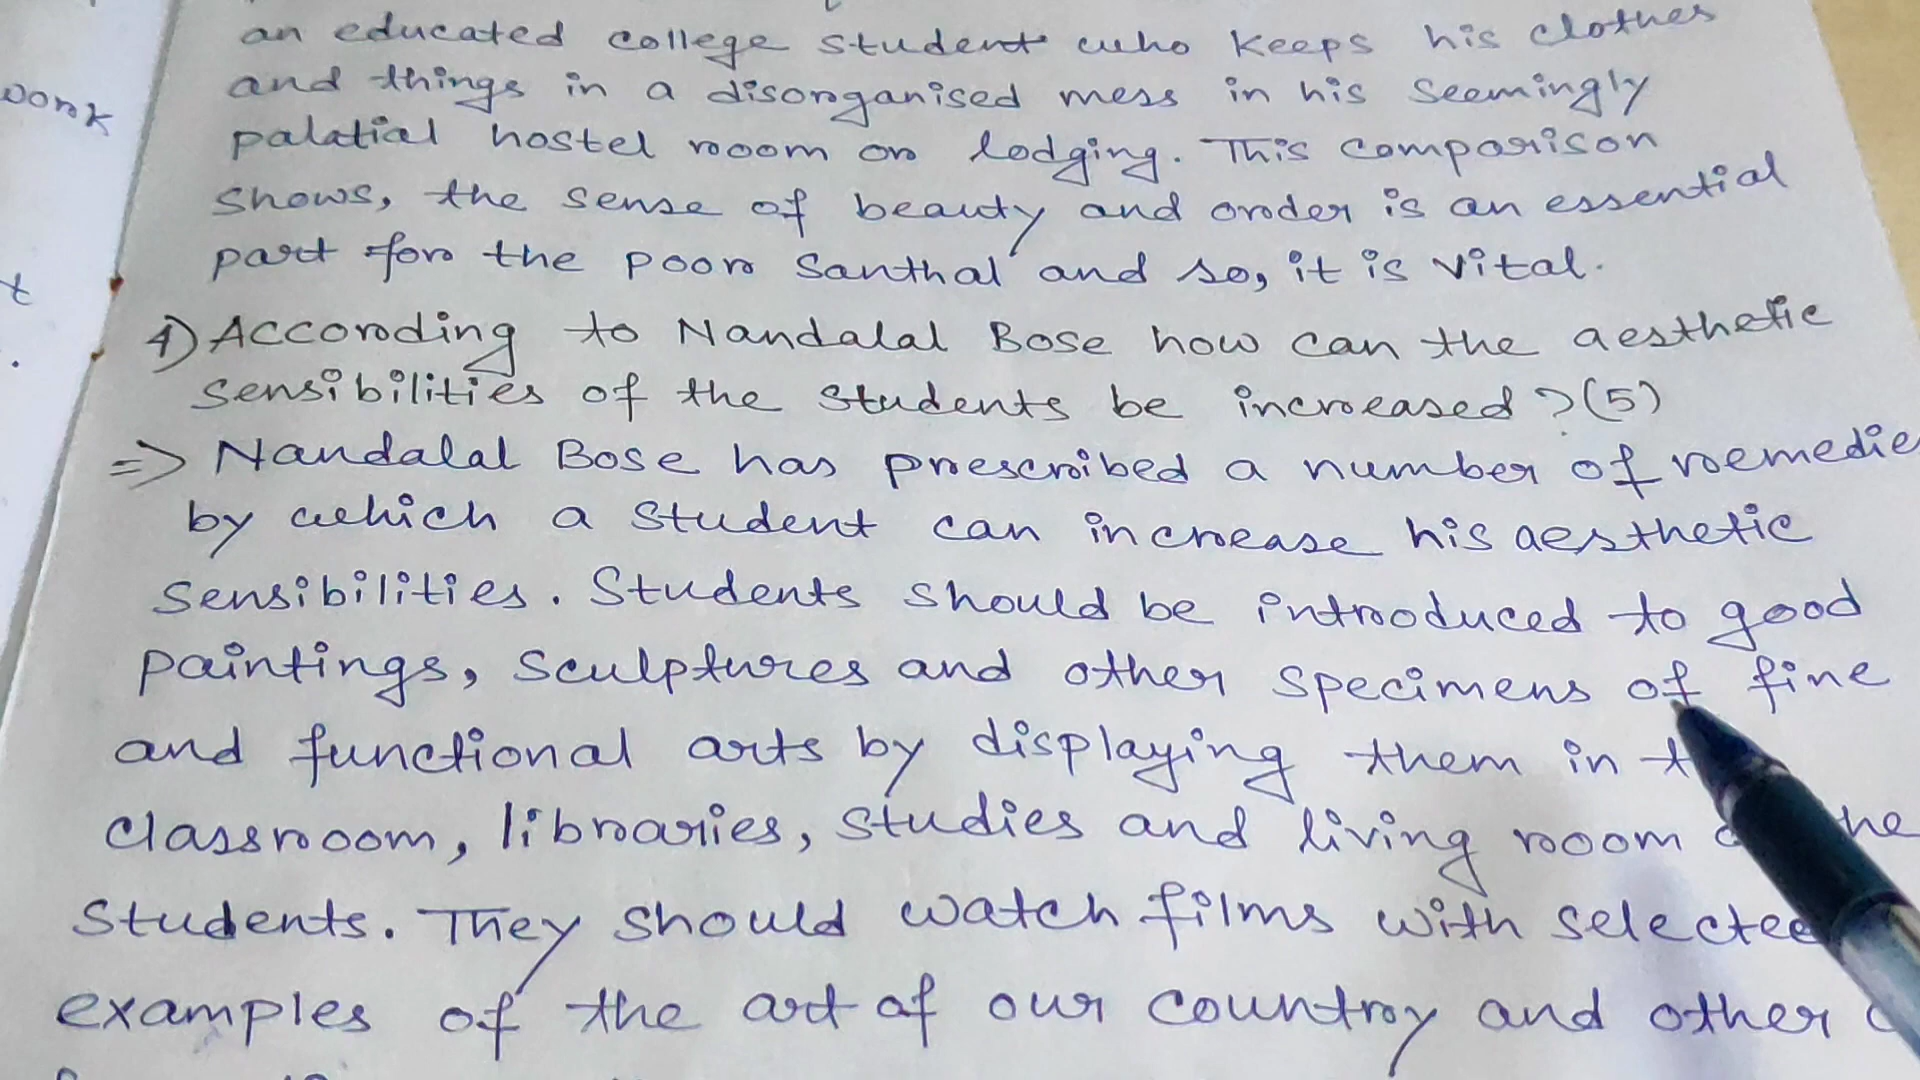 work
t
.
an educated college student who keeps his clothes
and things in a disorganised mess in his seemingly
palatial hostel room or lodging. This comparison
shows, the sense of beauty and order is an essential
part for the poor Santhal and so, it is vital.
4) According to Nandalal Bose how can the aesthetic
sensibilities of the students be increased? (5)
=> Nandalal Bose has prescribed a number of remedies
by which a student can increase his aesthetic
sensibilities. Students should be introduced to good
paintings, sculptures and other specimens of fine
and functional arts by displaying them in
classroom, libraries, studies and living room
students. They should watch films with selected
examples of the art of our country and other